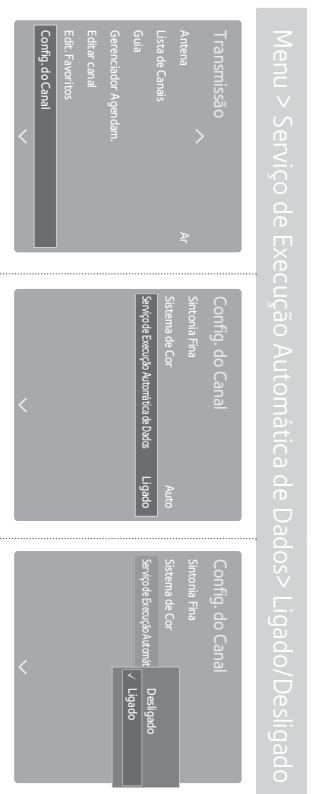 Menu > Serviço de Execução Automática de Dados> Ligado/Desligado
Transmissão
Antena Ar
Lista de Canais
Guia
Gerenciador Agendam.
Editar canal
Edit. Favoritos
Config. do Canal
Config. do Canal
Sintonia Fina
Sistema de Cor Auto
Serviço de Execução Automática de Dados Ligado
Config. do Canal
Sintonia Fina
Sistema de Cor
Serviço de Execução Automát
Desligado
✓ Ligado